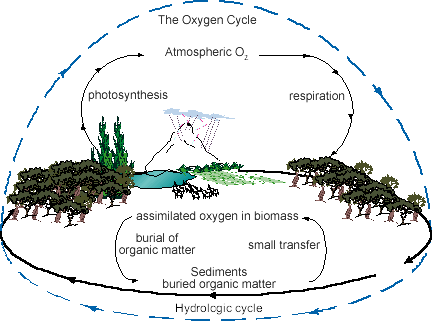 The Oxygen Cycle
Atmospheric O2
photosynthesis
respiration
assimilated oxygen in biomass
burial of
organic matter
small transfer
Sediments
buried organic matter
Hydrologic cycle